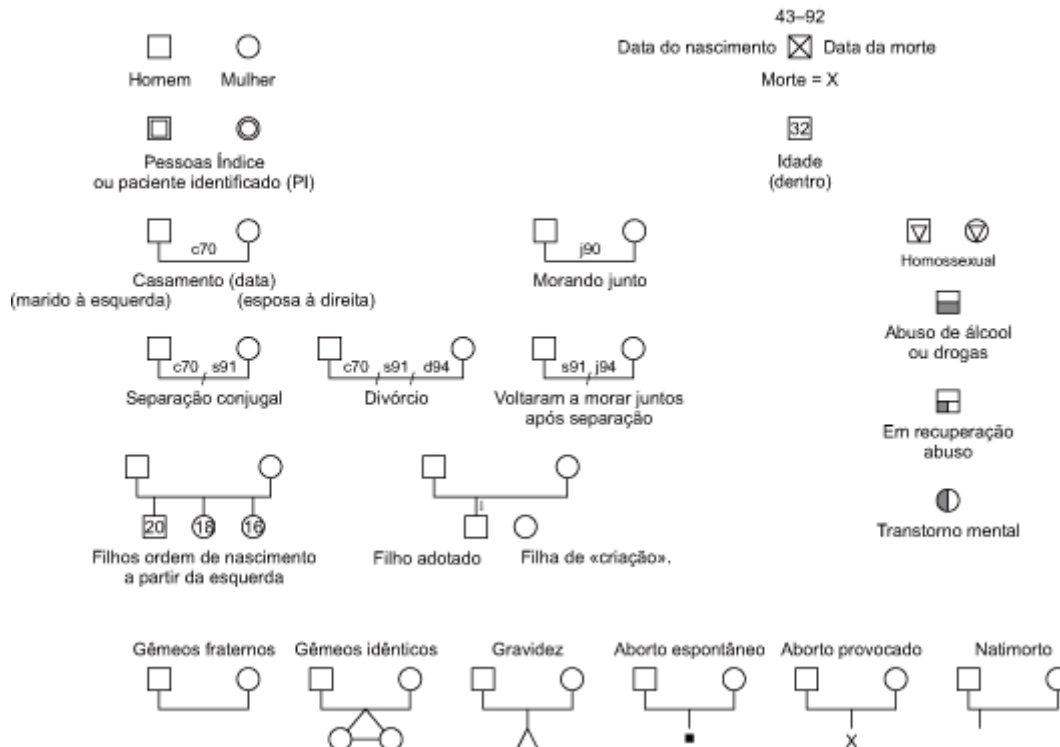 43–92
Data do nascimento Data da morte
Homem Mulher Morte = X
32
Pessoas Índice
ou paciente identificado (PI)
Idade
(dentro)
c70
j90
Casamento (data)
(marido à esquerda) (esposa à direita)
Morando junto
Homossexual
Abuso de álcool
ou drogas
c70 s91
c70 s91 d94
s91 j94
Separação conjugal
Divórcio
Voltaram a morar juntos
após separação
Em recuperação
abuso
20 18 16
Filhos ordem de nascimento
a partir da esquerda
Filho adotado
Filha de «criação».
Transtorno mental
Gêmeos fraternos Gêmeos idênticos Gravidez Aborto espontâneo Aborto provocado Natimorto
X